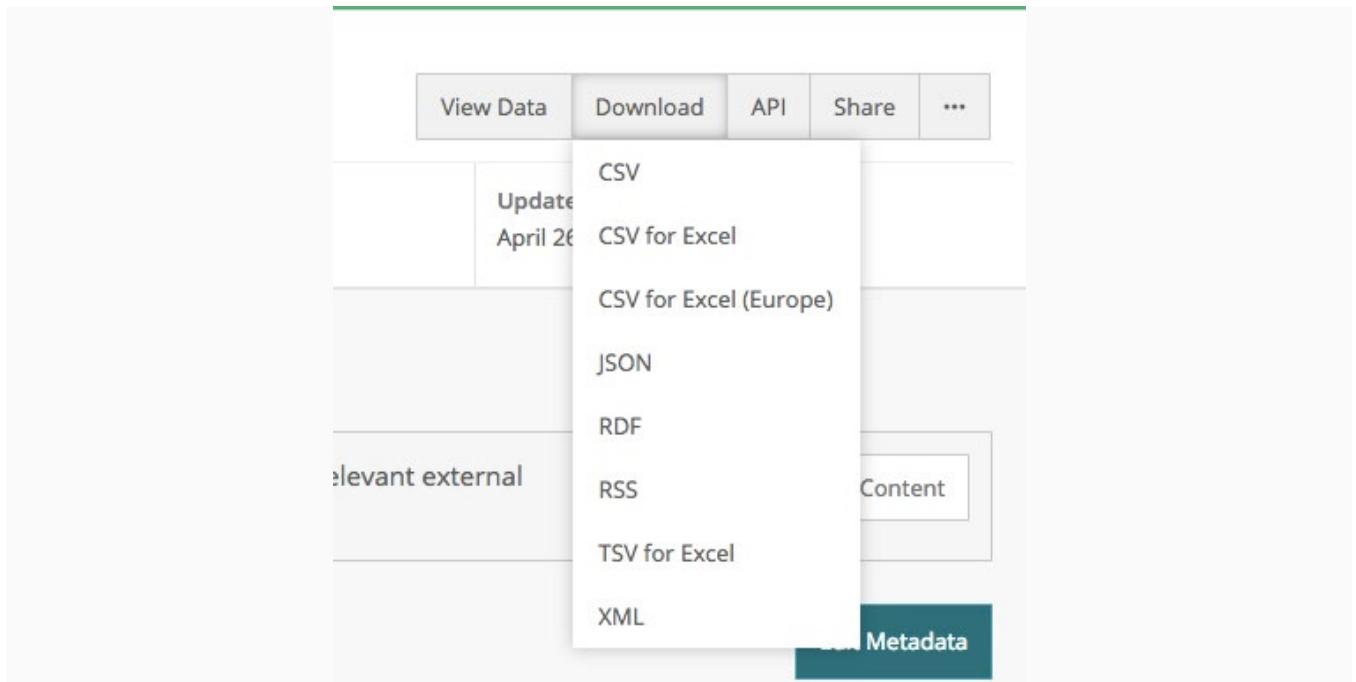 View Data Download API Share ...
CSV
Update
April 26
CSV for Excel
CSV for Excel (Europe)
JSON
RDF
elevant external
RSS
Content
TSV for Excel
XML
Metadata